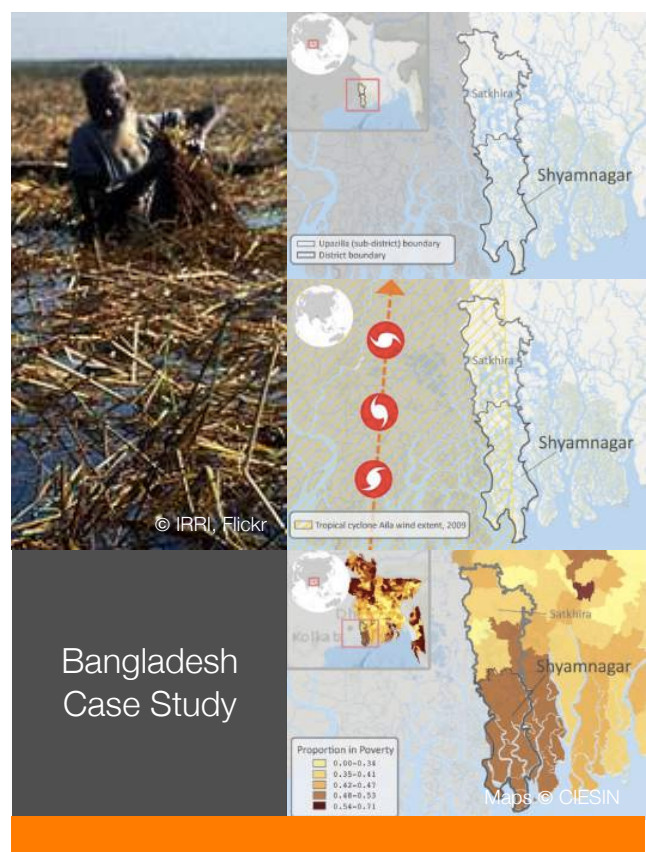 Satkhira
Shyamnagar
Upazilla (sub-district) boundary
District boundary
Satkhira
Shyamnagar
© IRRI, Flickr
Tropical cyclone Aila wind extent, 2009
Bangladesh
Case Study
Satkhira
Shyamnagar
Proportion in Poverty
0.00-0.34
0.35-0.41
0.42-0.47
0.48-0.53
0.54-0.71
Maps © CIESIN